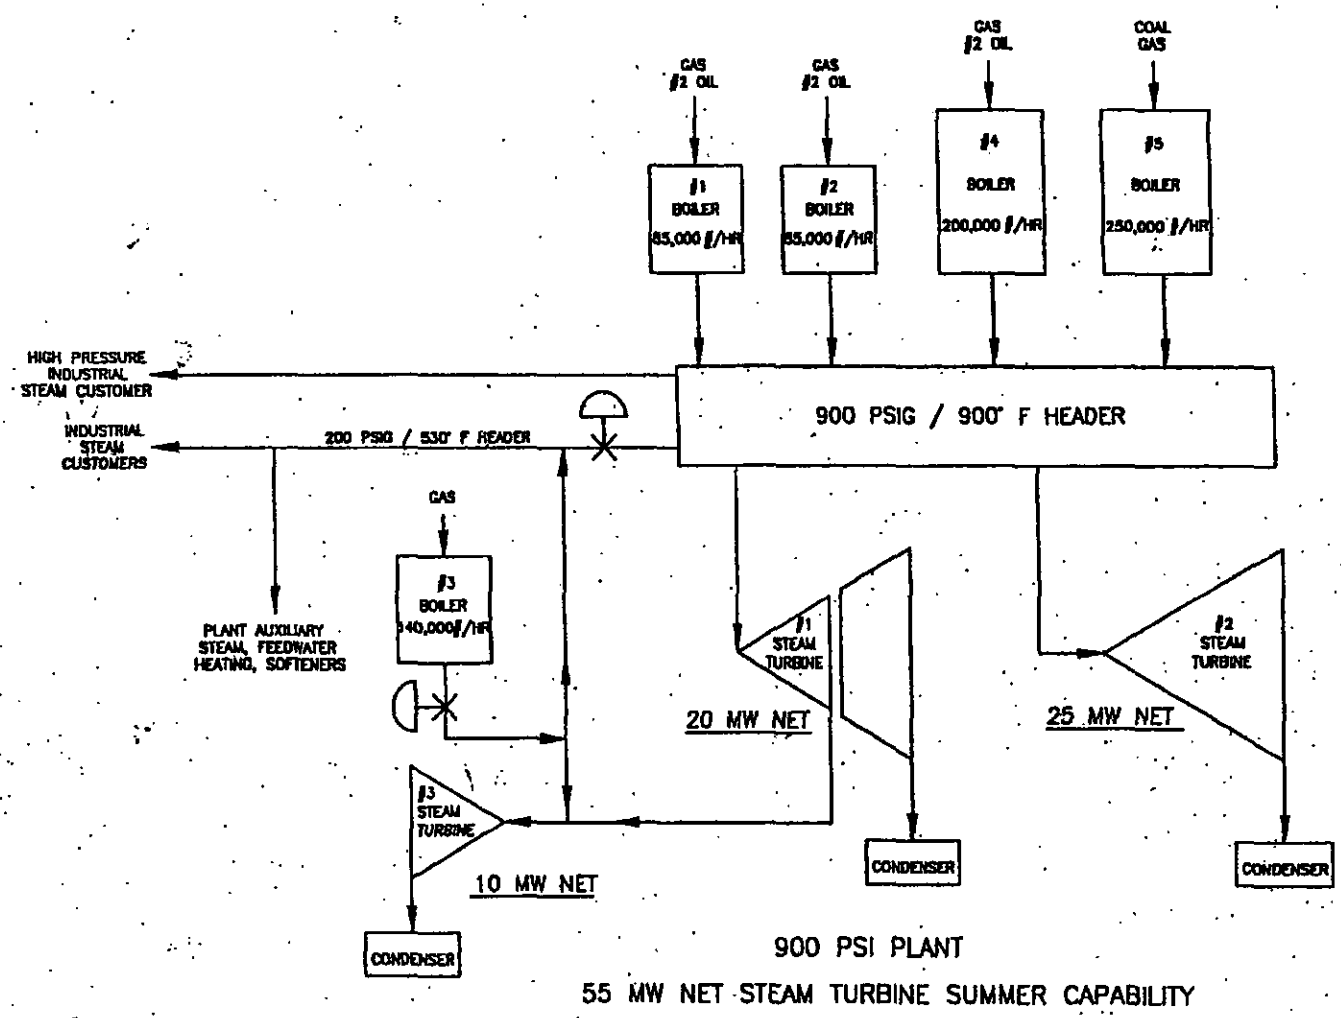 GAS
#2 OIL
GAS
#2 OIL
GAS
#2 OIL
COAL
GAS
#1
BOILER
85,000 #/HR
#2
BOILER
85,000 #/HR
#4
BOILER
200,000 #/HR
#5
BOILER
250,000 #/HR
HIGH PRESSURE
INDUSTRIAL
STEAM CUSTOMER
INDUSTRIAL
STEAM
CUSTOMERS
200 PSIG / 530° F HEADER
900 PSIG / 900° F HEADER
GAS
#3
BOILER
140,000#/HR
PLANT AUXILIARY
STEAM, FEEDWATER
HEATING, SOFTENERS
#1
STEAM
TURBINE
20 MW NET
#2
STEAM
TURBINE
25 MW NET
#3
STEAM
TURBINE
10 MW NET
CONDENSER
CONDENSER
CONDENSER
900 PSI PLANT
55 MW NET STEAM TURBINE SUMMER CAPABILITY